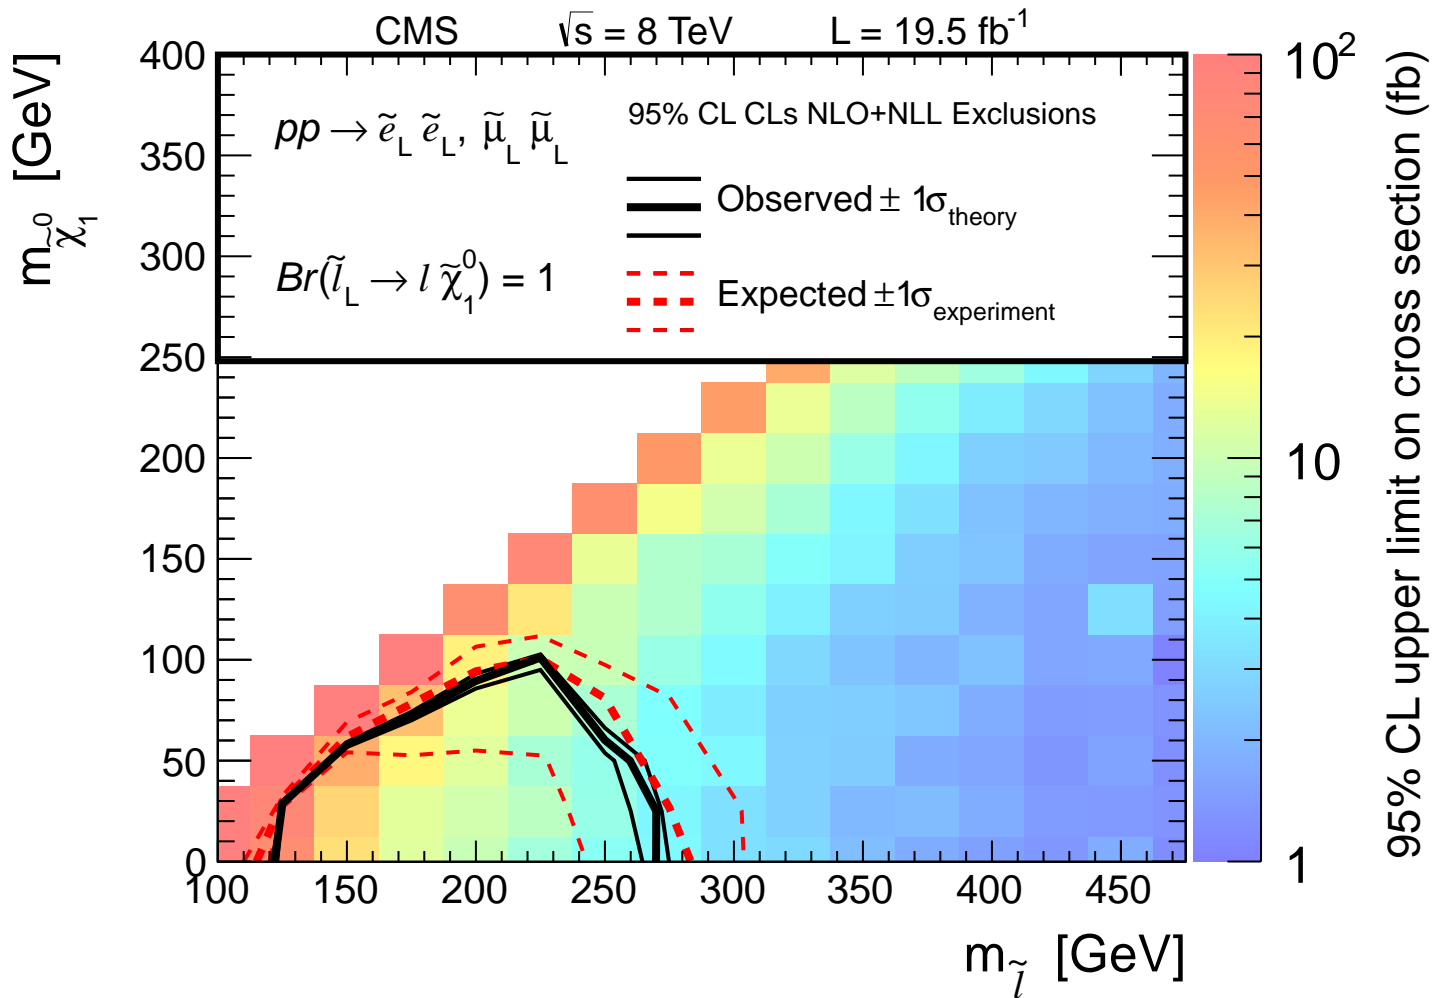 CMS √s = 8 TeV L = 19.5 fb⁻¹
m_χ̃₁⁰ [GeV]
400
350
300
250
200
150
100
50
0
pp → ẽ_L ẽ_L, μ̃_L μ̃_L
Br(l̃_L → l χ̃₁⁰) = 1
95% CL CLs NLO+NLL Exclusions
Observed ± 1σ_theory
Expected ±1σ_experiment
100 150 200 250 300 350 400 450
m_l̃ [GeV]
10²
10
1
95% CL upper limit on cross section (fb)